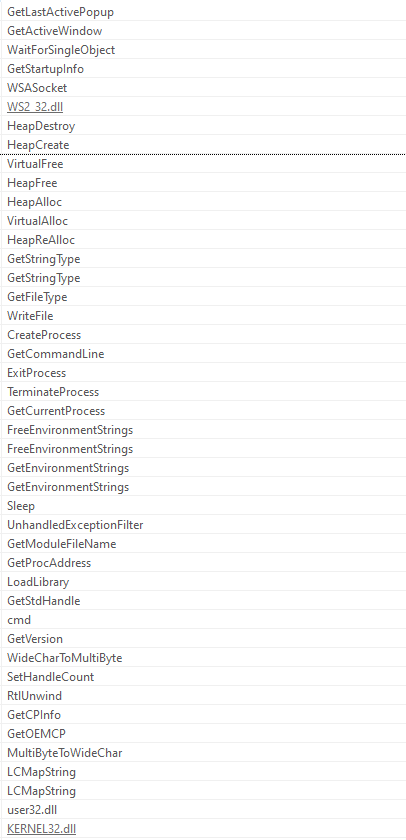 GetLastActivePopup
GetActiveWindow
WaitForSingleObject
GetStartupInfo
WSASocket
WS2_32.dll
HeapDestroy
HeapCreate
VirtualFree
HeapFree
HeapAlloc
VirtualAlloc
HeapReAlloc
GetStringType
GetStringType
GetFileType
WriteFile
CreateProcess
GetCommandLine
ExitProcess
TerminateProcess
GetCurrentProcess
FreeEnvironmentStrings
FreeEnvironmentStrings
GetEnvironmentStrings
GetEnvironmentStrings
Sleep
UnhandledExceptionFilter
GetModuleFileName
GetProcAddress
LoadLibrary
GetStdHandle
cmd
GetVersion
WideCharToMultiByte
SetHandleCount
RtlUnwind
GetCPInfo
GetOEMCP
MultiByteToWideChar
LCMapString
LCMapString
user32.dll
KERNEL32.dll